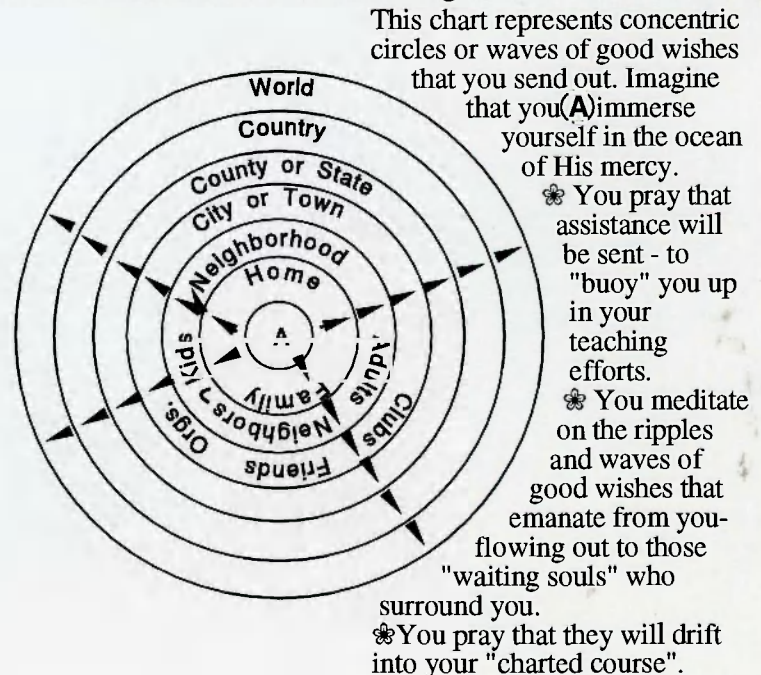 This chart represents concentric
circles or waves of good wishes
that you send out. Imagine
that you(A)immerse
yourself in the ocean
of His mercy.
❀ You pray that
assistance will
be sent - to
"buoy" you up
in your
teaching
efforts.
❀ You meditate
on the ripples
and waves of
good wishes that
emanate from you-
flowing out to those
"waiting souls" who
surround you.
❀You pray that they will drift
into your "charted course".
World
Country
County or State
City or Town
Neighborhood
Home
A
Family
Kids
Adults
Neighbors
Orgs.
Friends
Clubs